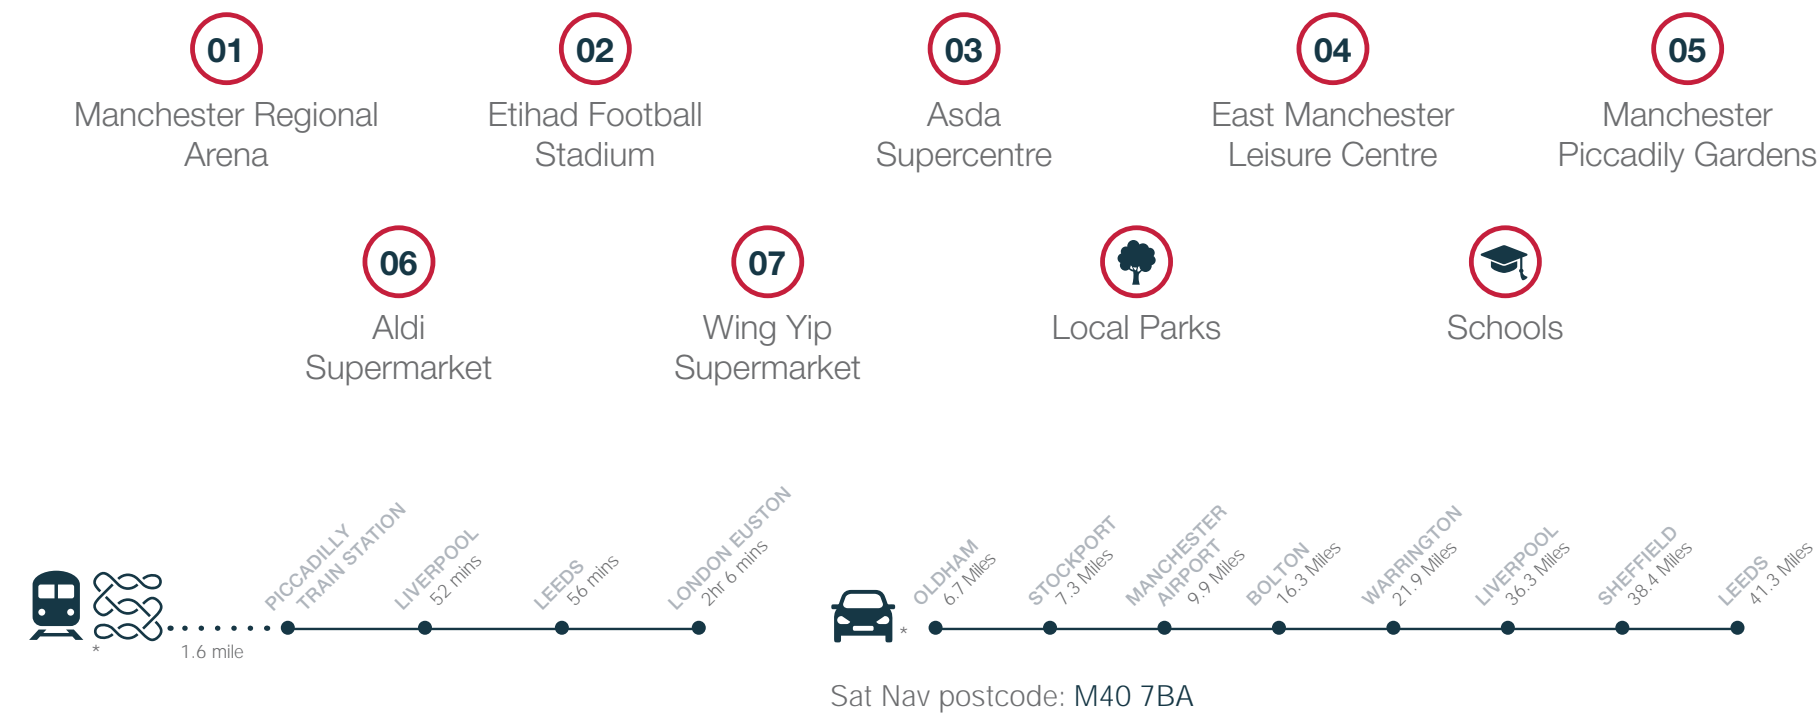 01
Manchester Regional
Arena
02
Etihad Football
Stadium
03
Asda
Supercentre
04
East Manchester
Leisure Centre
05
Manchester
Piccadily Gardens
06
Aldi
Supermarket
07
Wing Yip
Supermarket
Local Parks
Schools
*
1.6 mile
PICCADILLY
TRAIN STATION
LIVERPOOL
52 mins
LEEDS
56 mins
LONDON EUSTON
2hr 6 mins
*
OLDHAM
6.7 Miles
STOCKPORT
7.3 Miles
MANCHESTER
AIRPORT
9.9 Miles
BOLTON
16.3 Miles
WARRINGTON
21.9 Miles
LIVERPOOL
36.3 Miles
SHEFFIELD
38.4 Miles
LEEDS
41.3 Miles
Sat Nav postcode: M40 7BA